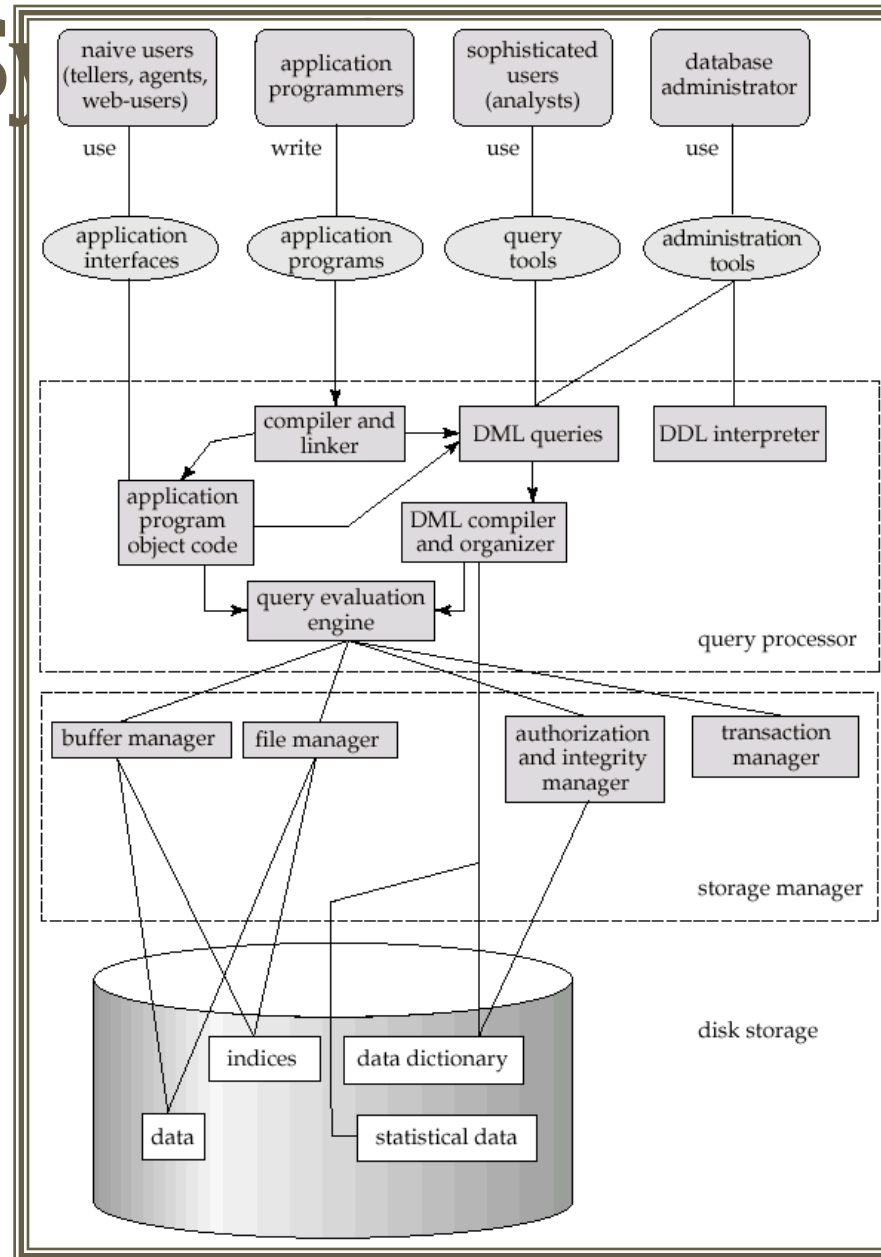 Sy
naive users
(tellers, agents,
web-users)
application
programmers
sophisticated
users
(analysts)
database
administrator
use
write
use
use
application
interfaces
application
programs
query
tools
administration
tools
compiler and
linker
DML queries
DDL interpreter
application
program
object code
DML compiler
and organizer
query evaluation
engine
query processor
buffer manager
file manager
authorization
and integrity
manager
transaction
manager
storage manager
disk storage
indices
data dictionary
data
statistical data